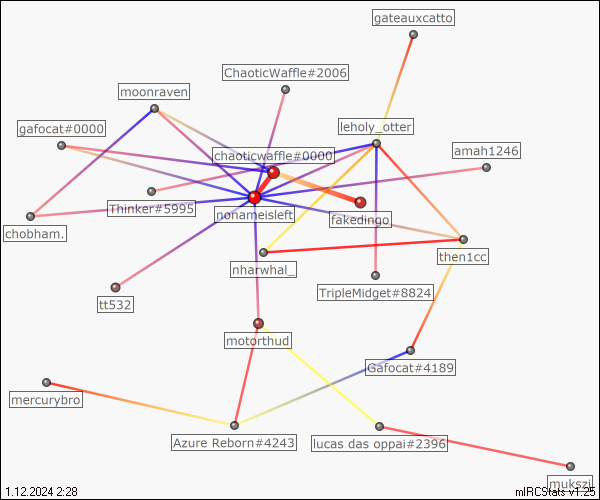 gateauxcatto
ChaoticWaffle#2006
moonraven
gafocat#0000
leholy_otter
chaoticwaffle#0000
amah1246
Thinker#5995
nonameisleft
fakedingo
chobham.
then1cc
nharwhal_
TripleMidget#8824
tt532
motorthud
Gafocat#4189
mercurybro
Azure Reborn#4243
lucas das oppai#2396
mukszi
1.12.2024 2:28
mIRCStats v1.25